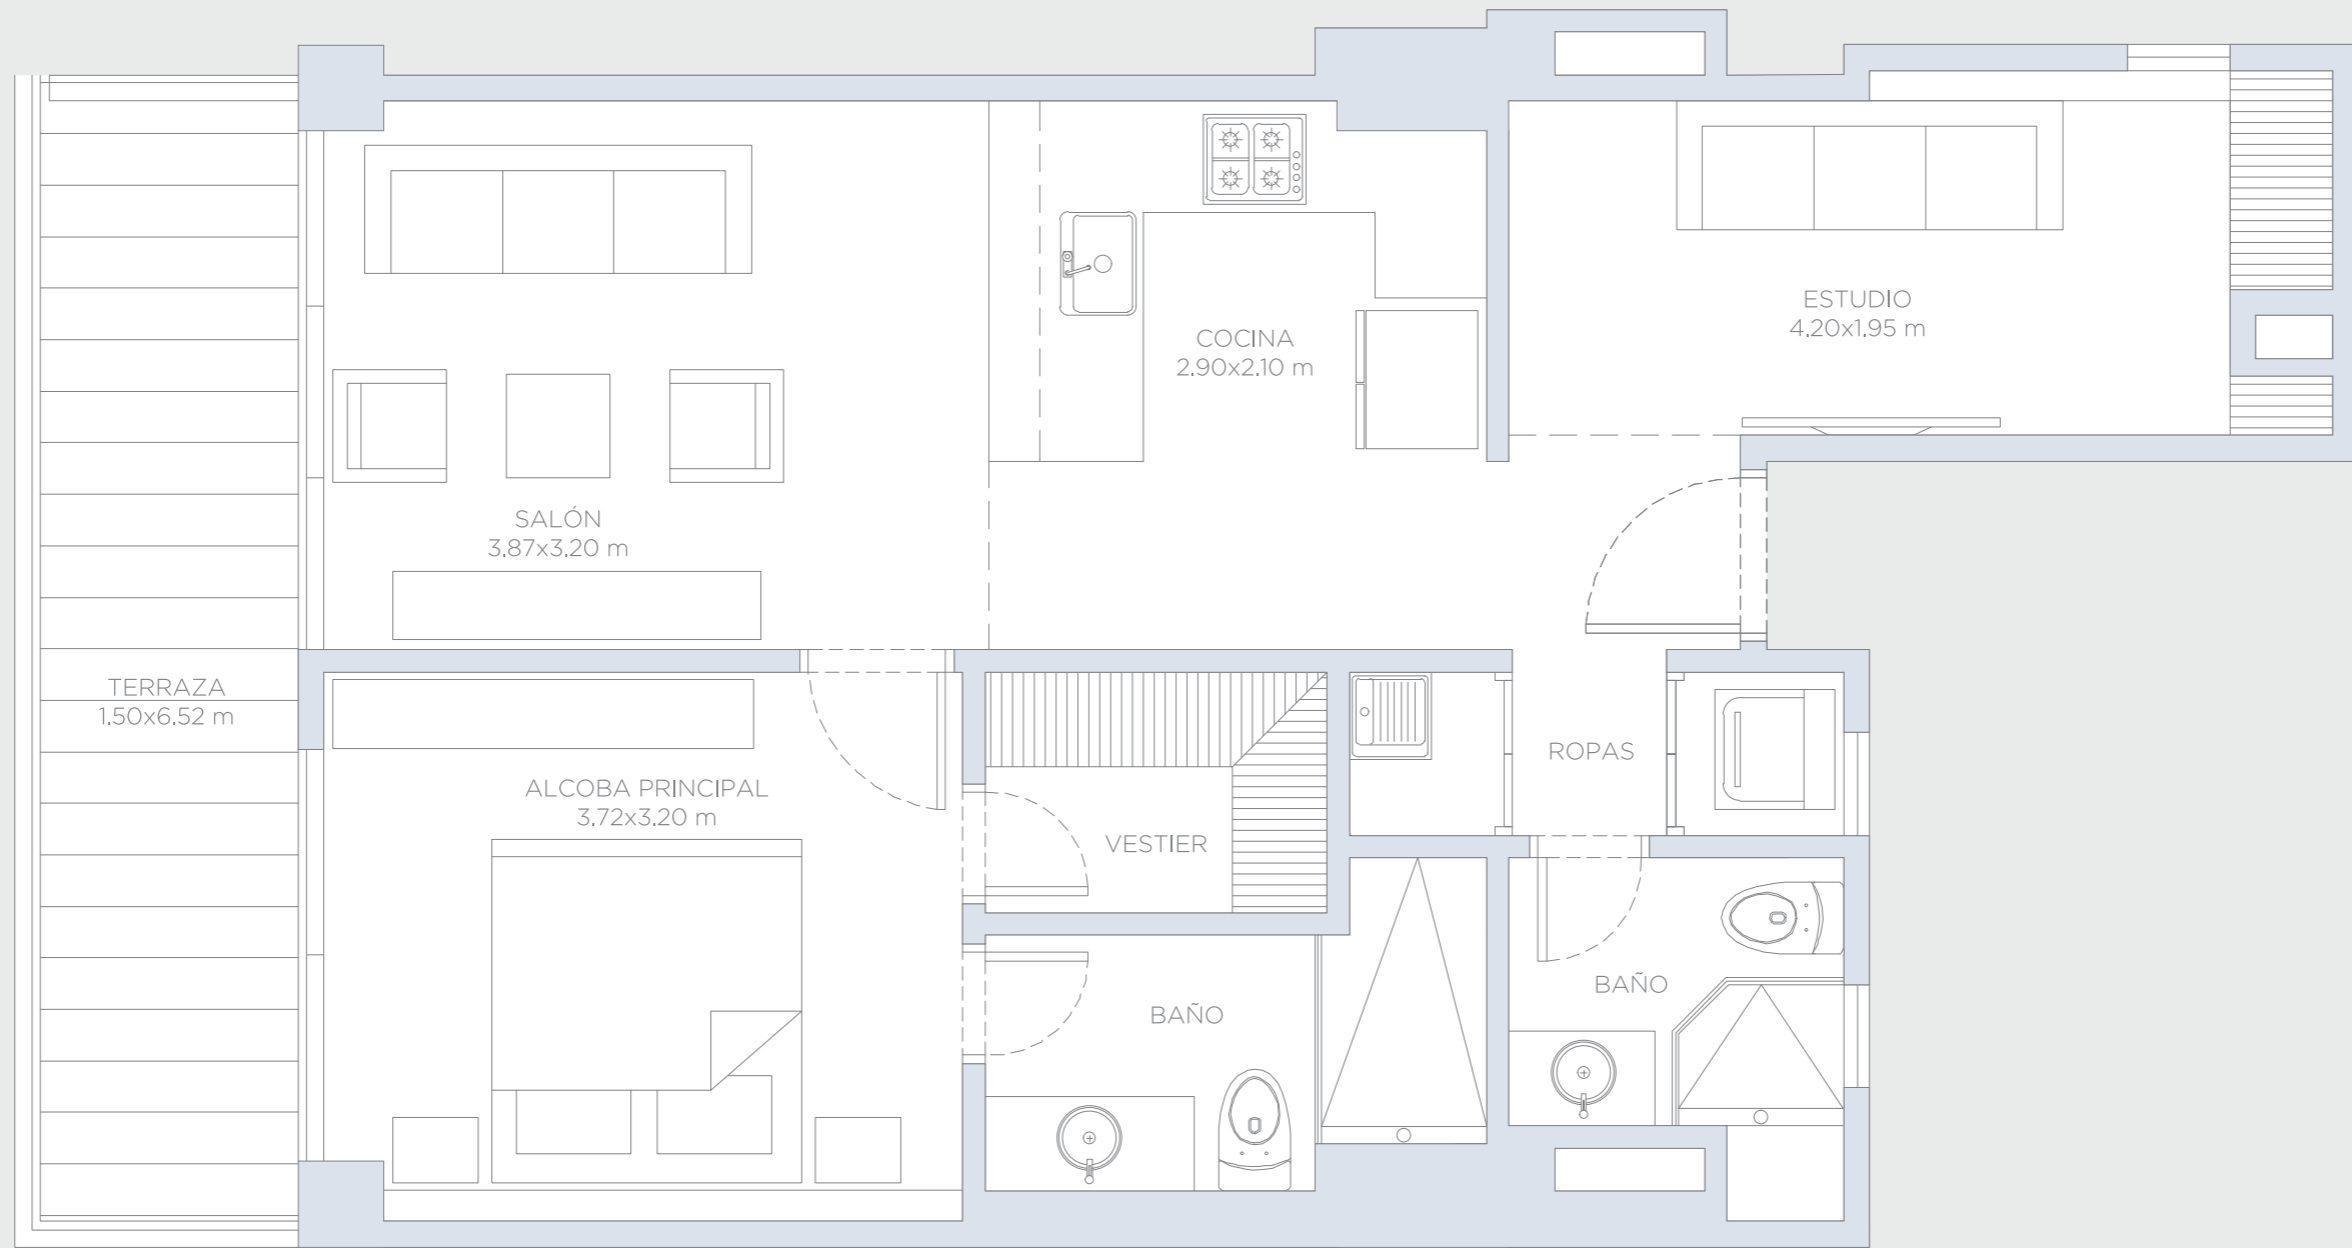 ESTUDIO
4.20x1.95 m
COCINA
2.90x2.10 m
SALÓN
3.87x3.20 m
TERRAZA
1.50x6.52 m
ALCOBA PRINCIPAL
3.72x3.20 m
ROPAS
VESTIER
BAÑO
BAÑO